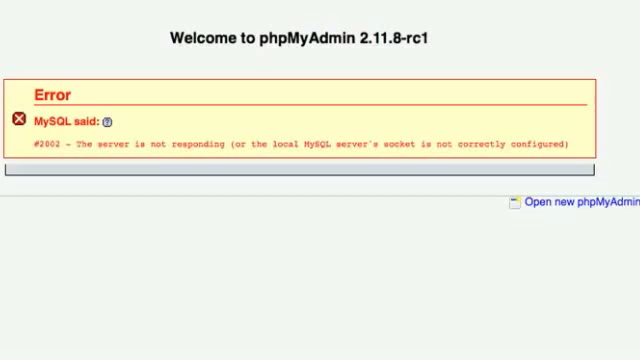 Welcome to phpMyAdmin 2.11.8-rc1
Error
MySQL said:
#2002 - The server is not responding (or the local MySQL server's socket is not correctly configured)
Open new phpMyAdmin